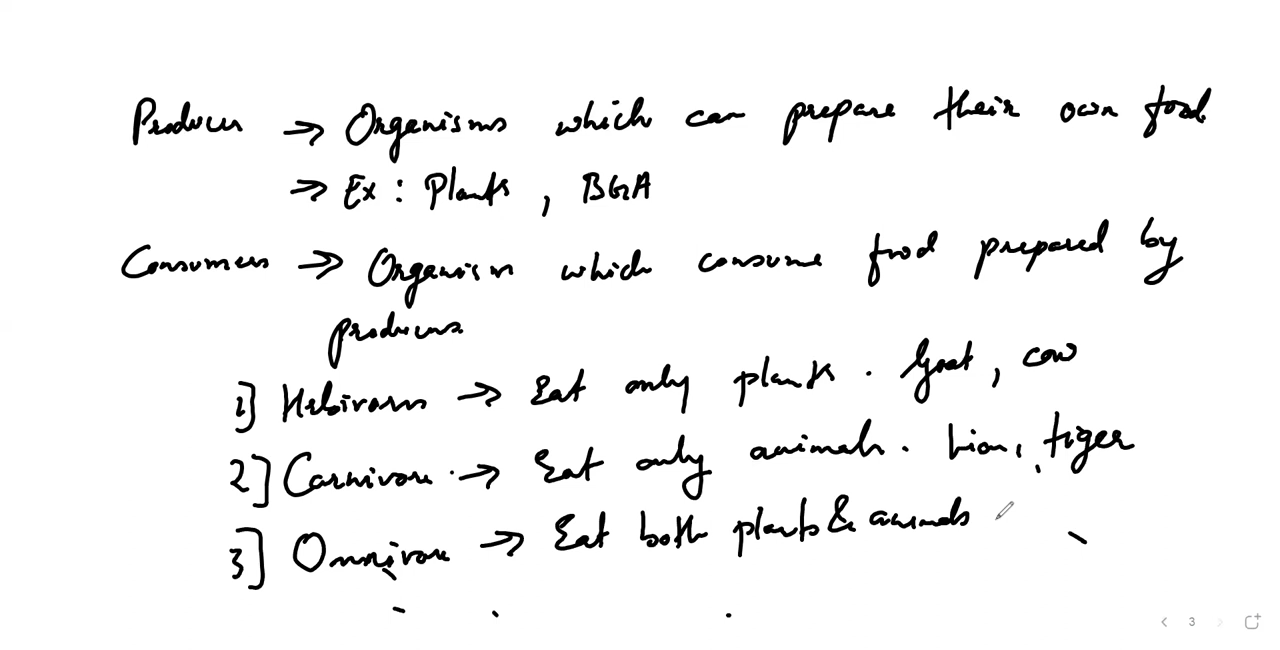 Producer → Organisms which can prepare their own food
→ Ex : Plants , BGA
Consumers → Organism which consume food prepared by
producers
1] Hebivorus → Eat only plants . Goat , cow
2] Carnivore → Eat only animals . Lion , tiger
3] Omnivore → Eat both plants & animals
3